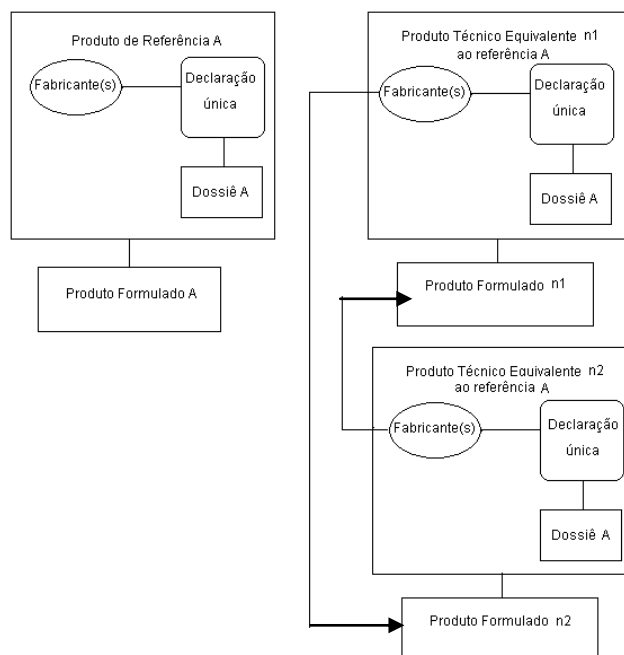 Produto de Referência A
Fabricante(s)
Declaração
única
Dossiê A
Produto Formulado A
Produto Técnico Equivalente n1
ao referência A
Fabricante(s)
Declaração
única
Dossiê A
Produto Formulado n1
Produto Técnico Equivalente n2
ao referência A
Fabricante(s)
Declaração
única
Dossiê A
Produto Formulado n2